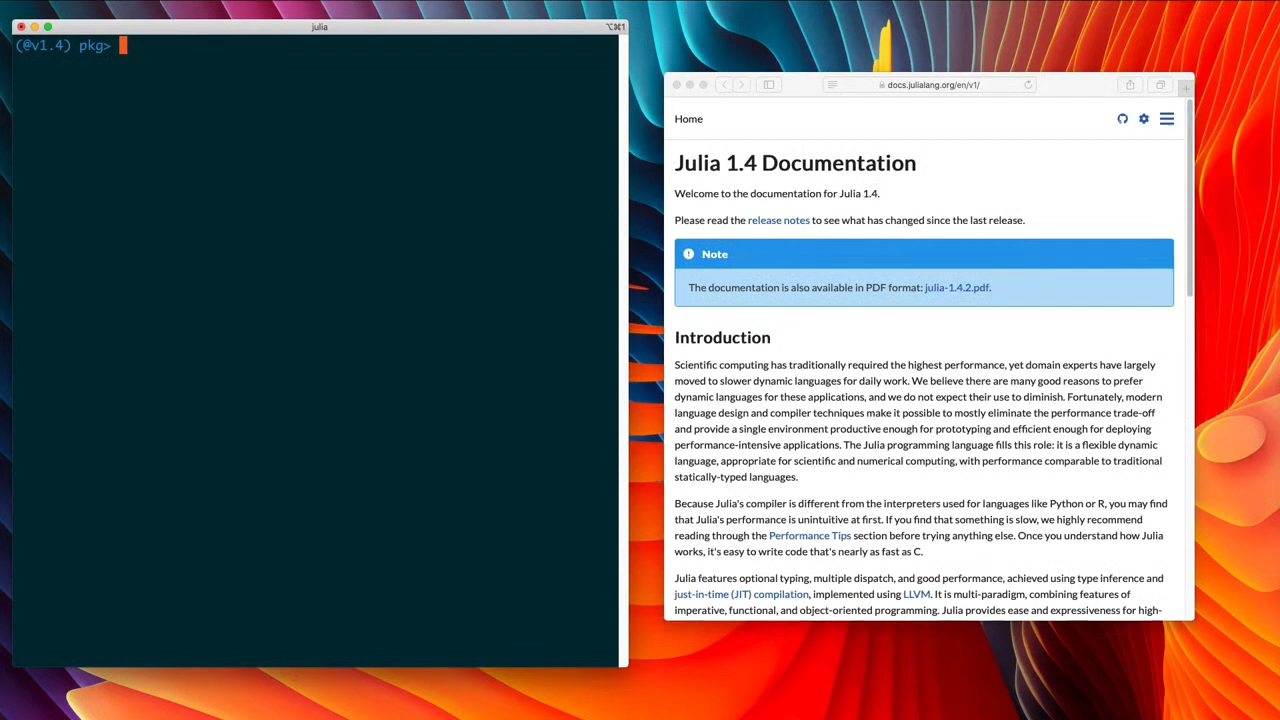 julia
⌥⌘1
(@v1.4) pkg>
docs.julialang.org/en/v1/
Home
Julia 1.4 Documentation
Welcome to the documentation for Julia 1.4.
Please read the release notes to see what has changed since the last release.
Note
The documentation is also available in PDF format: julia-1.4.2.pdf.
Introduction
Scientific computing has traditionally required the highest performance, yet domain experts have largely
moved to slower dynamic languages for daily work. We believe there are many good reasons to prefer
dynamic languages for these applications, and we do not expect their use to diminish. Fortunately, modern
language design and compiler techniques make it possible to mostly eliminate the performance trade-off
and provide a single environment productive enough for prototyping and efficient enough for deploying
performance-intensive applications. The Julia programming language fills this role: it is a flexible dynamic
language, appropriate for scientific and numerical computing, with performance comparable to traditional
statically-typed languages.
Because Julia's compiler is different from the interpreters used for languages like Python or R, you may find
that Julia's performance is unintuitive at first. If you find that something is slow, we highly recommend
reading through the Performance Tips section before trying anything else. Once you understand how Julia
works, it's easy to write code that's nearly as fast as C.
Julia features optional typing, multiple dispatch, and good performance, achieved using type inference and
just-in-time (JIT) compilation, implemented using LLVM. It is multi-paradigm, combining features of
imperative, functional, and object-oriented programming. Julia provides ease and expressiveness for high-